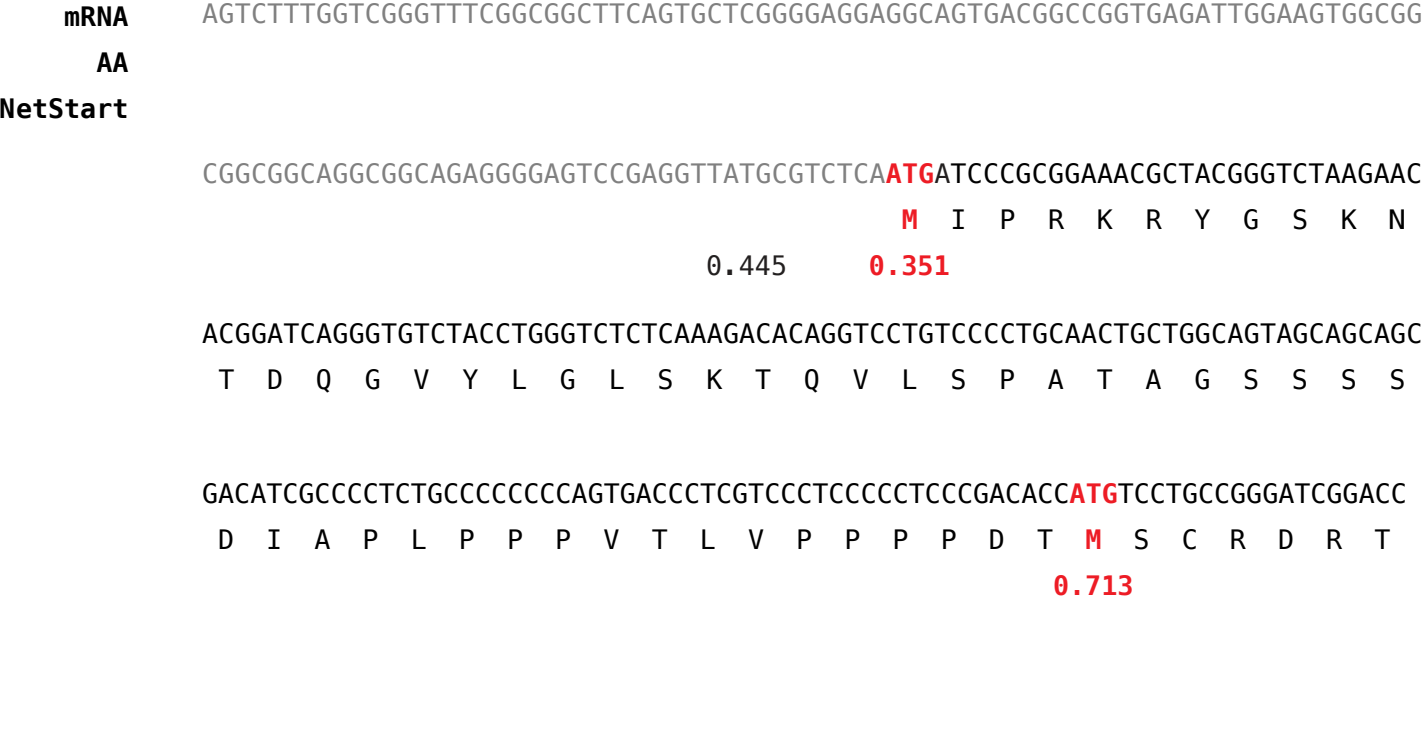 mRNA AGTCTTTGGTCGGGTTTCGGCGGCTTCAGTGCTCGGGGAGGAGGCAGTGACGGCCGGTGAGATTGGAAGTGGCGG
AA
NetStart
CGGCGGCAGGCGGCAGAGGGGAGTCCGAGGTTATGCGTCTCAATGATCCCGCGGAAACGCTACGGGTCTAAGAAC
M I P R K R Y G S K N
0.445 0.351
ACGGATCAGGGTGTCTACCTGGGTCTCTCAAAGACACAGGTCCTGTCCCCTGCAACTGCTGGCAGTAGCAGCAGC
T D Q G V Y L G L S K T Q V L S P A T A G S S S S
GACATCGCCCCTCTGCCCCCCCCAGTGACCCTCGTCCCTCCCCCTCCCGACACCATGTCCTGCCGGGATCGGACC
D I A P L P P P V T L V P P P P D T M S C R D R T
0.713